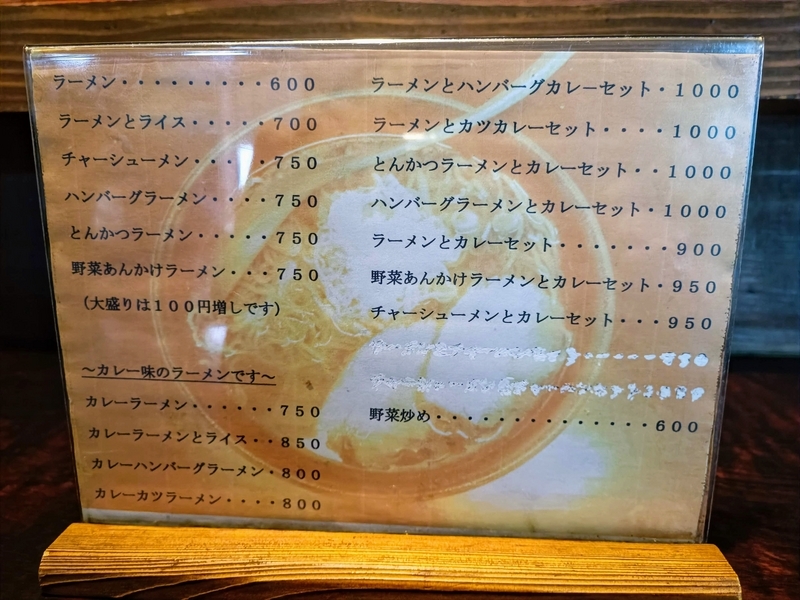 ラーメン・・・・・・・・・600
ラーメンとライス・・・・・700
チャーシューメン・・・・・750
ハンバーグラーメン・・・・750
とんかつラーメン・・・・・750
野菜あんかけラーメン・・・750
(大盛りは100円増しです)
～カレー味のラーメンです～
カレーラーメン・・・・・・750
カレーラーメンとライス・・850
カレーハンバーグラーメン・800
カレーカツラーメン・・・・800
ラーメンとハンバーグカレーセット・1000
ラーメンとカツカレーセット・・・・1000
とんかつラーメンとカレーセット・・1000
ハンバーグラーメンとカレーセット・1000
ラーメンとカレーセット・・・・・・・900
野菜あんかけラーメンとカレーセット・950
チャーシューメンとカレーセット・・・950
野菜炒め・・・・・・・・・・・・・・600